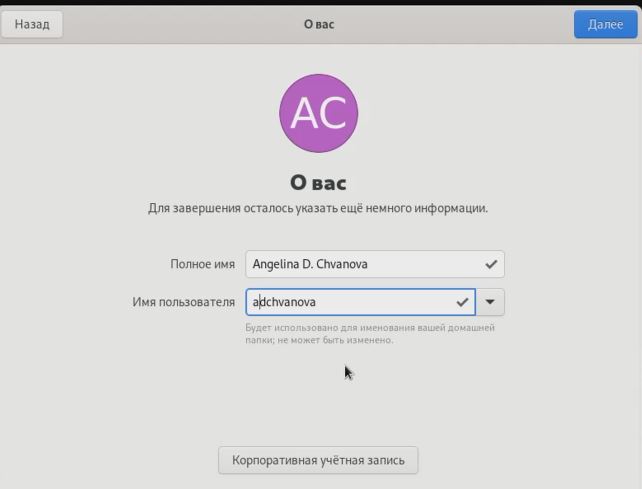 Назад
О вас
Далее
AC
О вас
Для завершения осталось указать ещё немного информации.
Полное имя Angelina D. Chvanova
Имя пользователя adchvanova
Будет использовано для именования вашей домашней
папки; не может быть изменено.
Корпоративная учётная запись